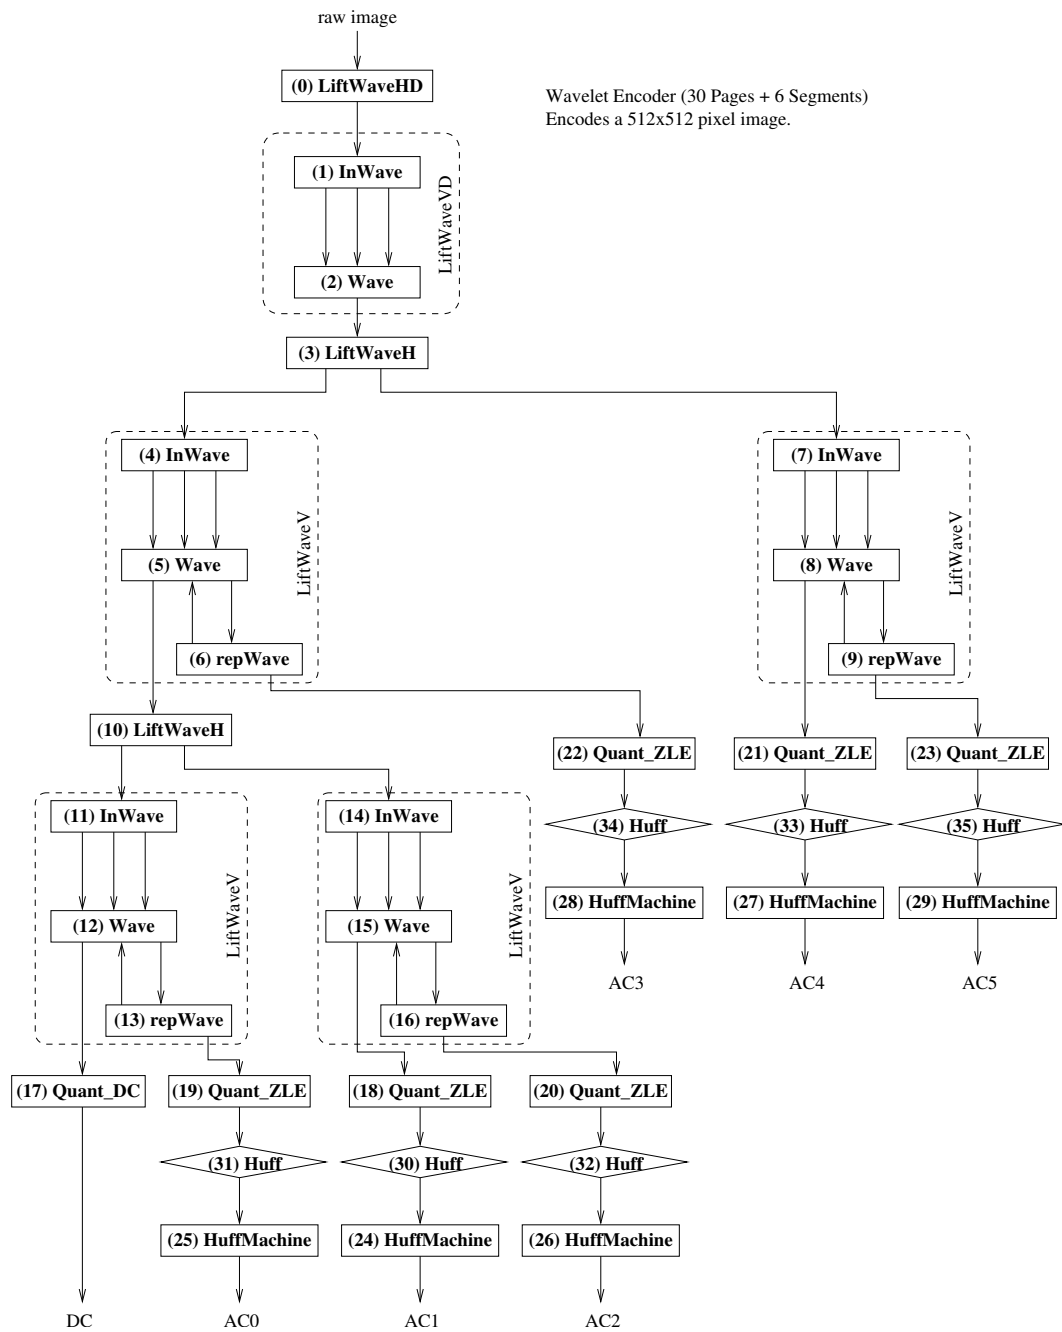 raw image
(0) LiftWaveHD
Wavelet Encoder (30 Pages + 6 Segments)
Encodes a 512x512 pixel image.
(1) InWave
LiftWaveVD
(2) Wave
(3) LiftWaveH
(4) InWave
(7) InWave
LiftWaveV
LiftWaveV
(5) Wave
(8) Wave
(6) repWave
(9) repWave
(10) LiftWaveH
(22) Quant_ZLE
(21) Quant_ZLE
(23) Quant_ZLE
(11) InWave
(14) InWave
(34) Huff
(33) Huff
(35) Huff
LiftWaveV
LiftWaveV
(28) HuffMachine
(27) HuffMachine
(29) HuffMachine
(12) Wave
(15) Wave
AC3
AC4
AC5
(13) repWave
(16) repWave
(17) Quant_DC
(19) Quant_ZLE
(18) Quant_ZLE
(20) Quant_ZLE
(31) Huff
(30) Huff
(32) Huff
(25) HuffMachine
(24) HuffMachine
(26) HuffMachine
DC
AC0
AC1
AC2